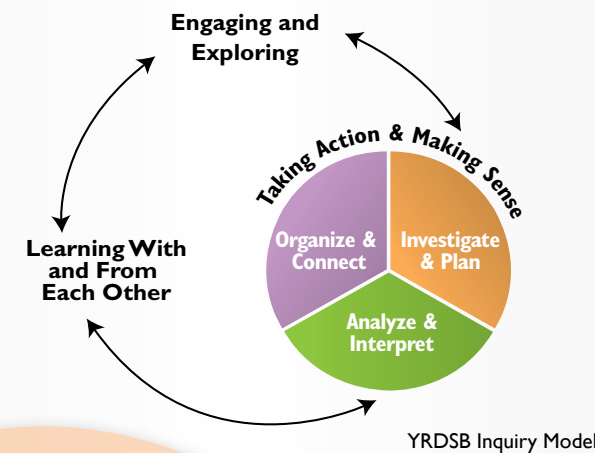 Engaging and
Exploring
Taking Action & Making Sense
Organize &
Connect
Investigate
& Plan
Analyze &
Interpret
Learning With
and From
Each Other
YRDSB Inquiry Model